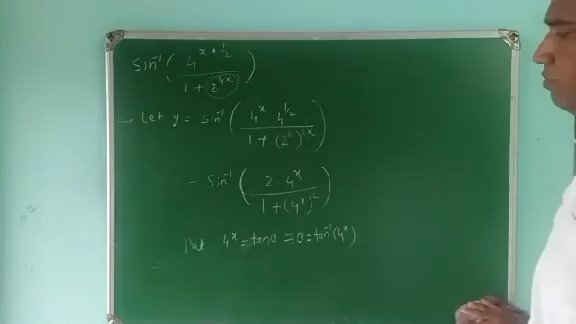 sin⁻¹ ( 4^(x + 1/2) / (1 + 2^(4x)) )
→ Let y = sin⁻¹ ( 4^x 4^(1/2) / (1 + (2²)^(2x)) )
- sin⁻¹ ( 2 · 4^x / (1 + (4^x)²) )
Put 4^x = tan θ ⇒ θ = tan⁻¹(4^x)
=